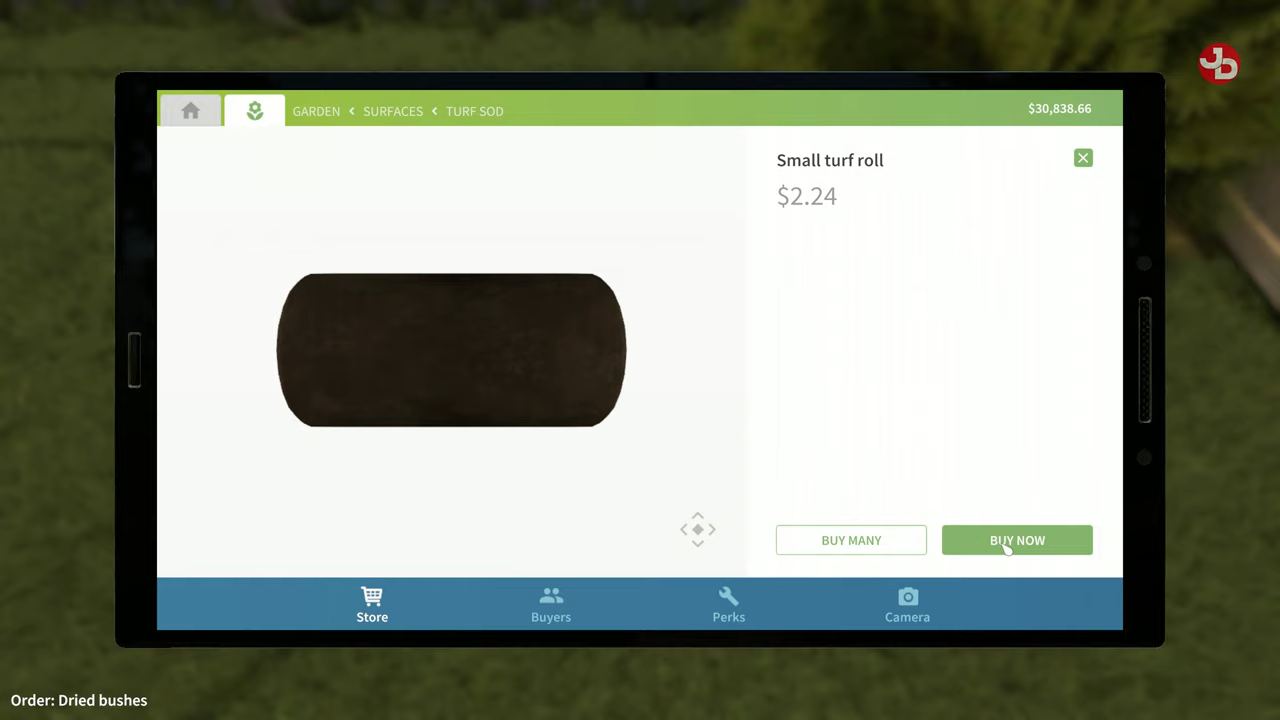 JD
GARDEN < SURFACES < TURF SOD
$30,838.66
Small turf roll
$2.24
BUY MANY
BUY NOW
Store
Buyers
Perks
Camera
Order: Dried bushes